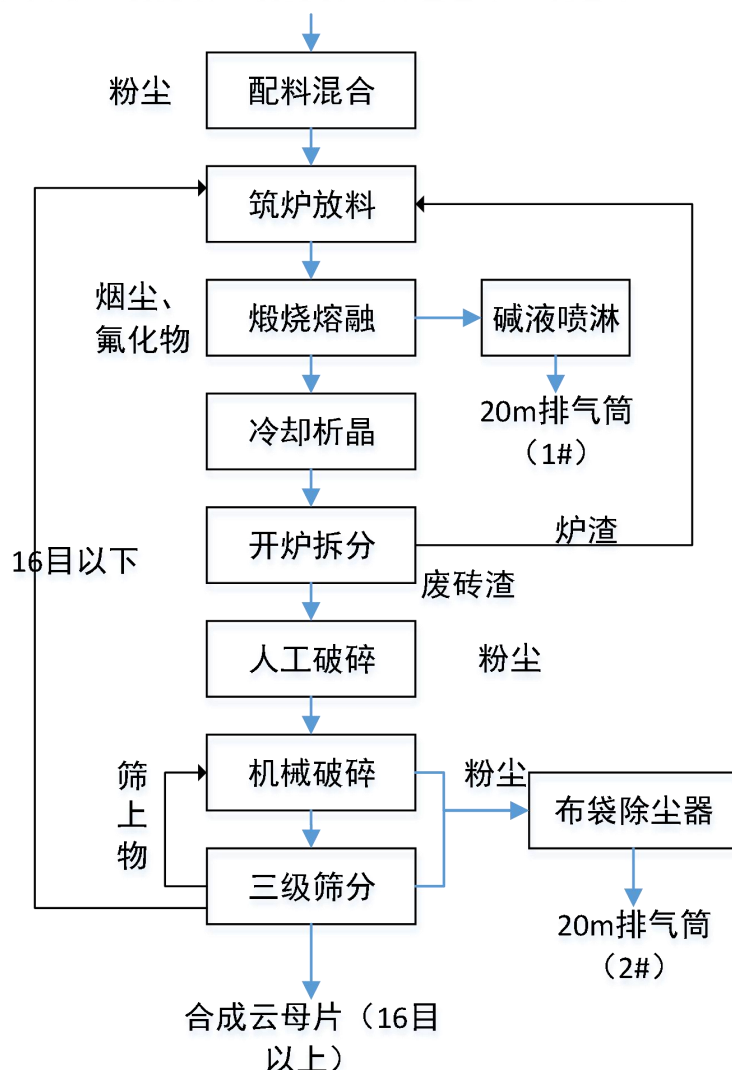 粉尘
配料混合
筑炉放料
烟尘、
氟化物
煅烧熔融
碱液喷淋
20m排气筒
（1#）
冷却析晶
炉渣
16目以下
开炉拆分
废砖渣
人工破碎
粉尘
筛
上
物
机械破碎
粉尘
布袋除尘器
三级筛分
20m排气筒
（2#）
合成云母片（16目
以上）